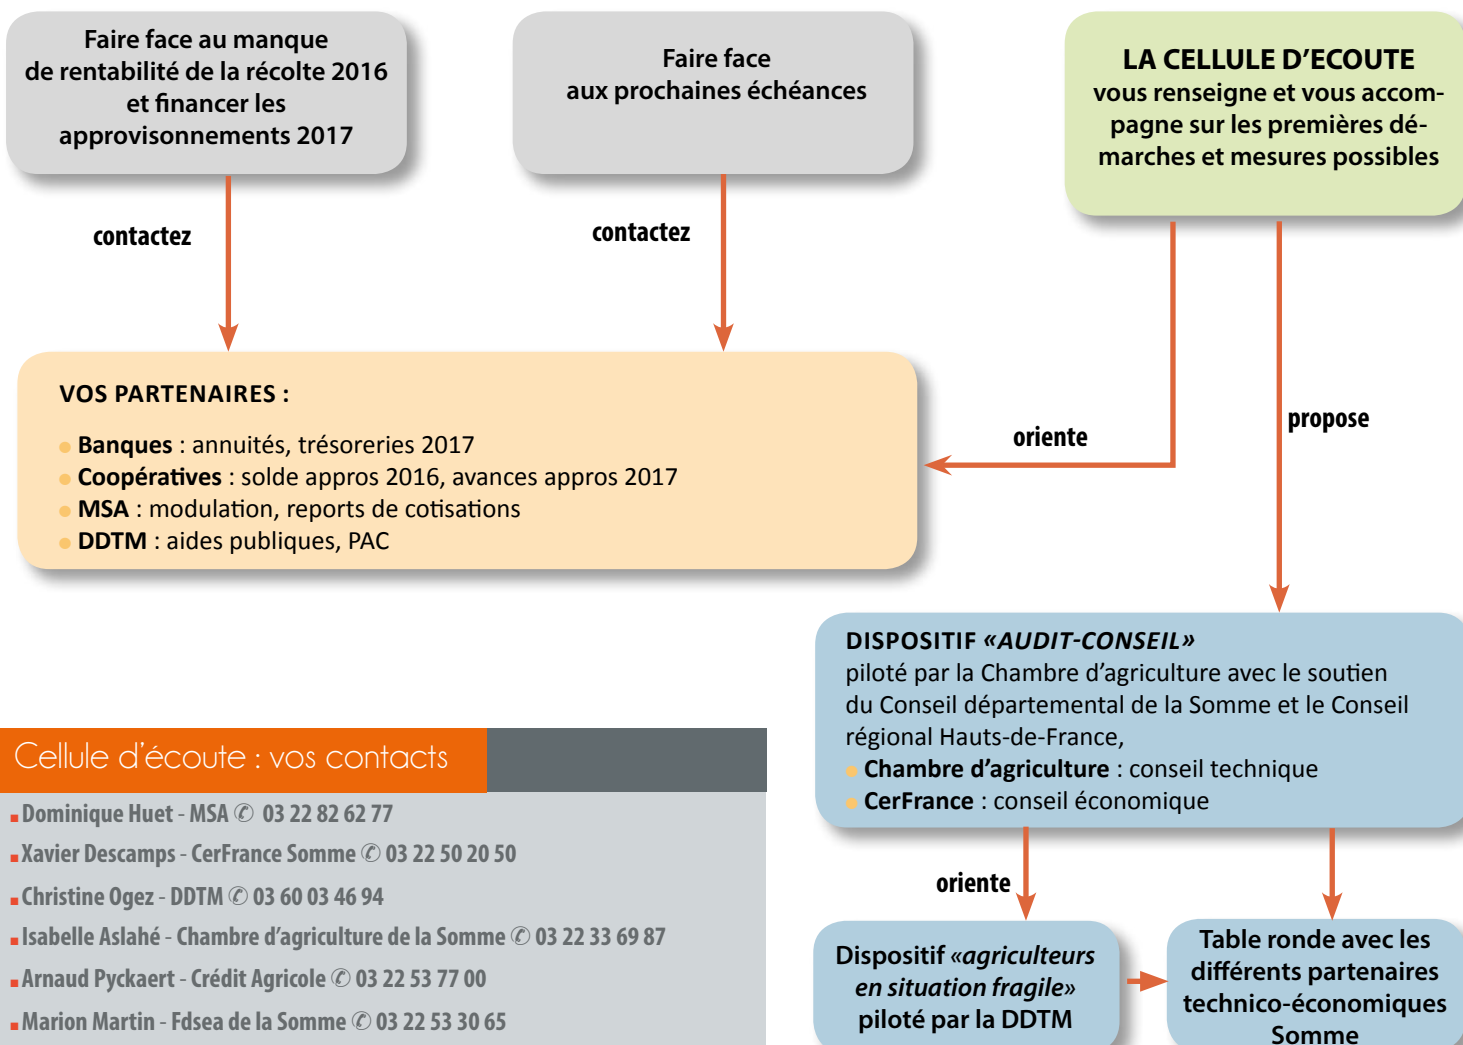 Faire face au manque
de rentabilité de la récolte 2016
et financer les
approvisonnements 2017
Faire face
aux prochaines échéances
LA CELLULE D'ECOUTE
vous renseigne et vous accom-
pagne sur les premières dé-
marches et mesures possibles
contactez
contactez
VOS PARTENAIRES :
Banques : annuités, trésoreries 2017
Coopératives : solde appros 2016, avances appros 2017
MSA : modulation, reports de cotisations
DDTM : aides publiques, PAC
oriente
propose
DISPOSITIF «AUDIT-CONSEIL»
piloté par la Chambre d'agriculture avec le soutien
du Conseil départemental de la Somme et le Conseil
régional Hauts-de-France,
Chambre d'agriculture : conseil technique
CerFrance : conseil économique
Cellule d'écoute : vos contacts
Dominique Huet - MSA ✆ 03 22 82 62 77
Xavier Descamps - CerFrance Somme ✆ 03 22 50 20 50
Christine Ogez - DDTM ✆ 03 60 03 46 94
Isabelle Aslahé - Chambre d'agriculture de la Somme ✆ 03 22 33 69 87
Arnaud Pyckaert - Crédit Agricole ✆ 03 22 53 77 00
Marion Martin - Fdsea de la Somme ✆ 03 22 53 30 65
oriente
Dispositif «agriculteurs
en situation fragile»
piloté par la DDTM
Table ronde avec les
différents partenaires
technico-économiques
Somme